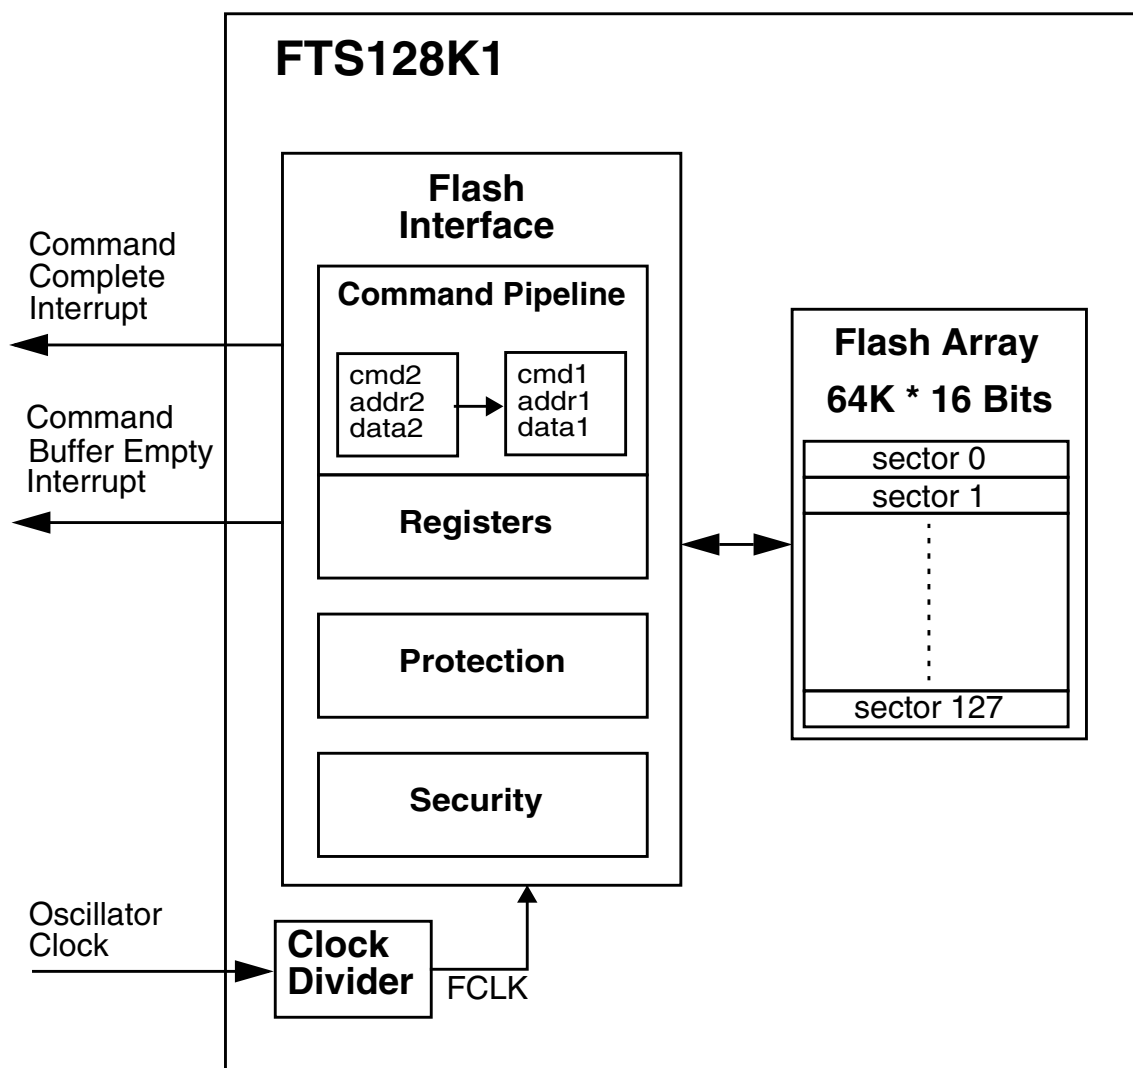 FTS128K1
Flash
Interface
Command
Complete
Interrupt
Command Pipeline
cmd2
addr2
data2
cmd1
addr1
data1
Flash Array
64K * 16 Bits
sector 0
sector 1
sector 127
Command
Buffer Empty
Interrupt
Registers
Protection
Security
Oscillator
Clock
Clock
Divider
FCLK